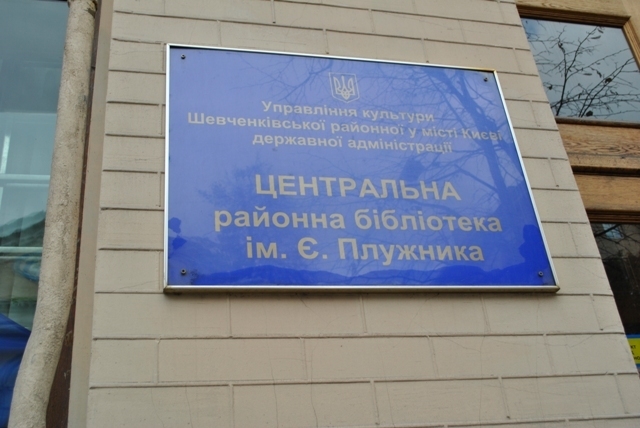 Управління культури
Шевченківської районної у місті Києві
державної адміністрації
ЦЕНТРАЛЬНА
районна бібліотека
ім. Є. Плужника